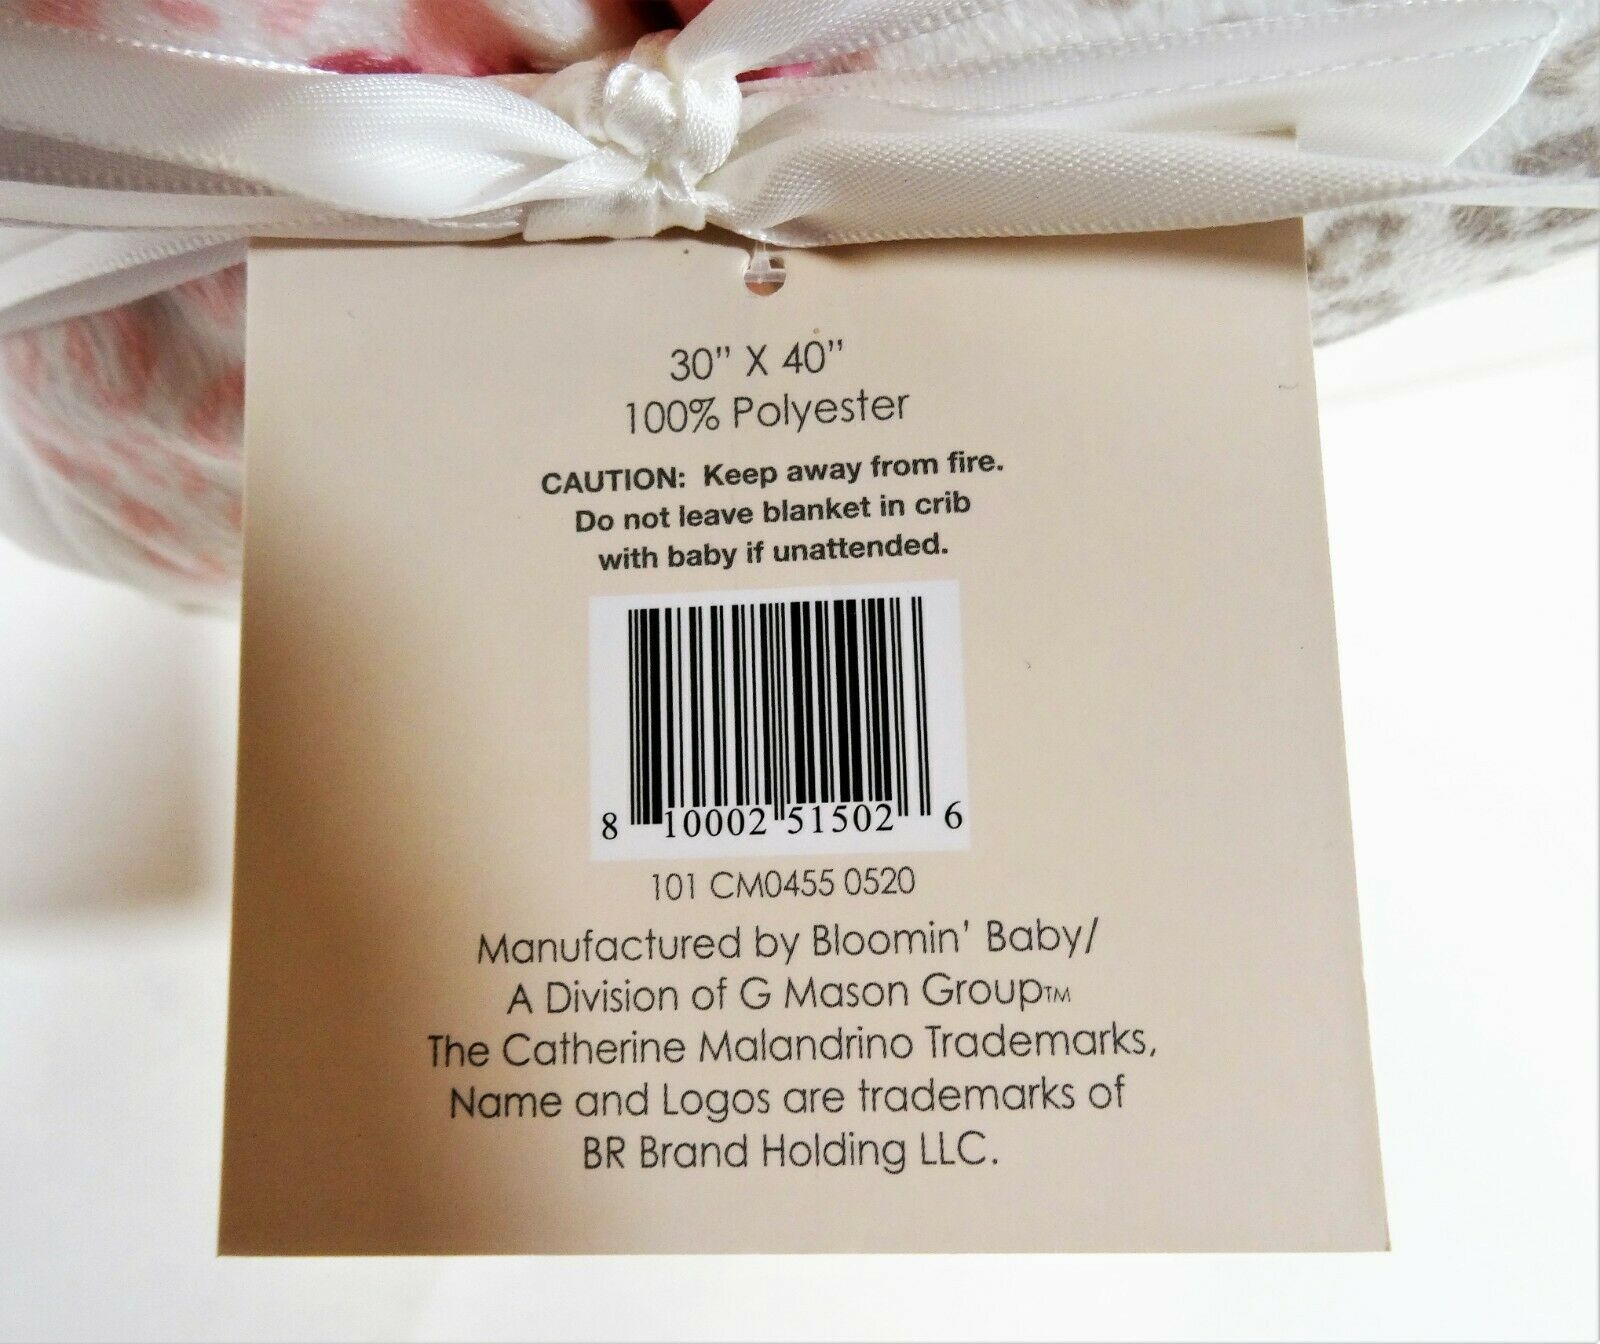 30” X 40”
100% Polyester
CAUTION: Keep away from fire.
Do not leave blanket in crib
with baby if unattended.
8 10002 51502 6
101 CM0455 0520
Manufactured by Bloomin’ Baby/
A Division of G Mason Group™
The Catherine Malandrino Trademarks,
Name and Logos are trademarks of
BR Brand Holding LLC.